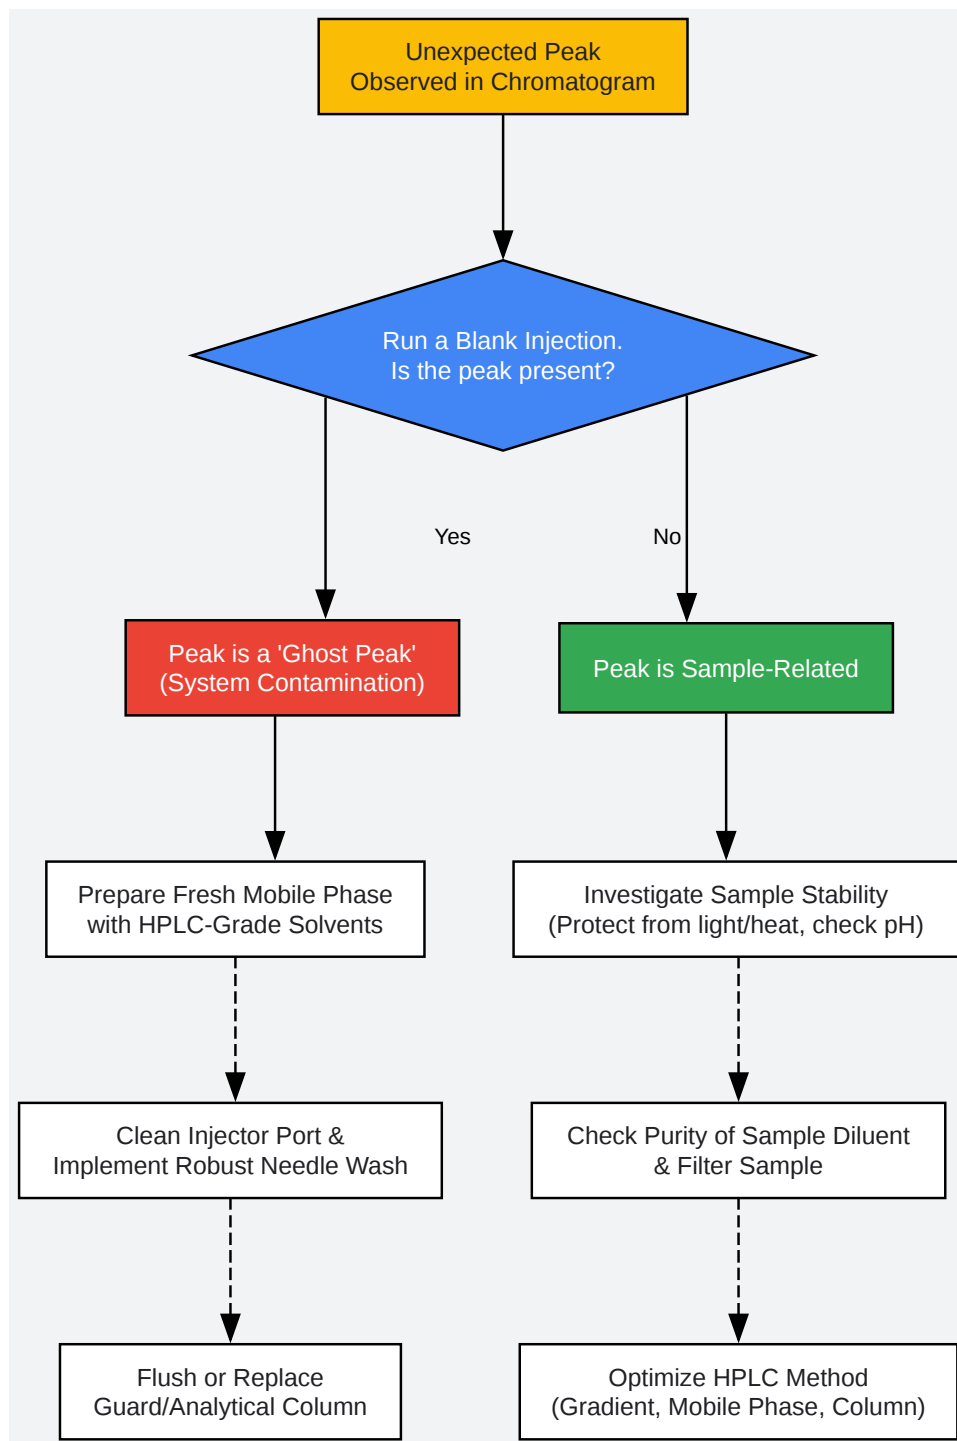 Unexpected Peak
Observed in Chromatogram
Run a Blank Injection.
Is the peak present?
Yes
No
Peak is a 'Ghost Peak'
(System Contamination)
Peak is Sample-Related
Prepare Fresh Mobile Phase
with HPLC-Grade Solvents
Investigate Sample Stability
(Protect from light/heat, check pH)
Clean Injector Port &
Implement Robust Needle Wash
Check Purity of Sample Diluent
& Filter Sample
Flush or Replace
Guard/Analytical Column
Optimize HPLC Method
(Gradient, Mobile Phase, Column)